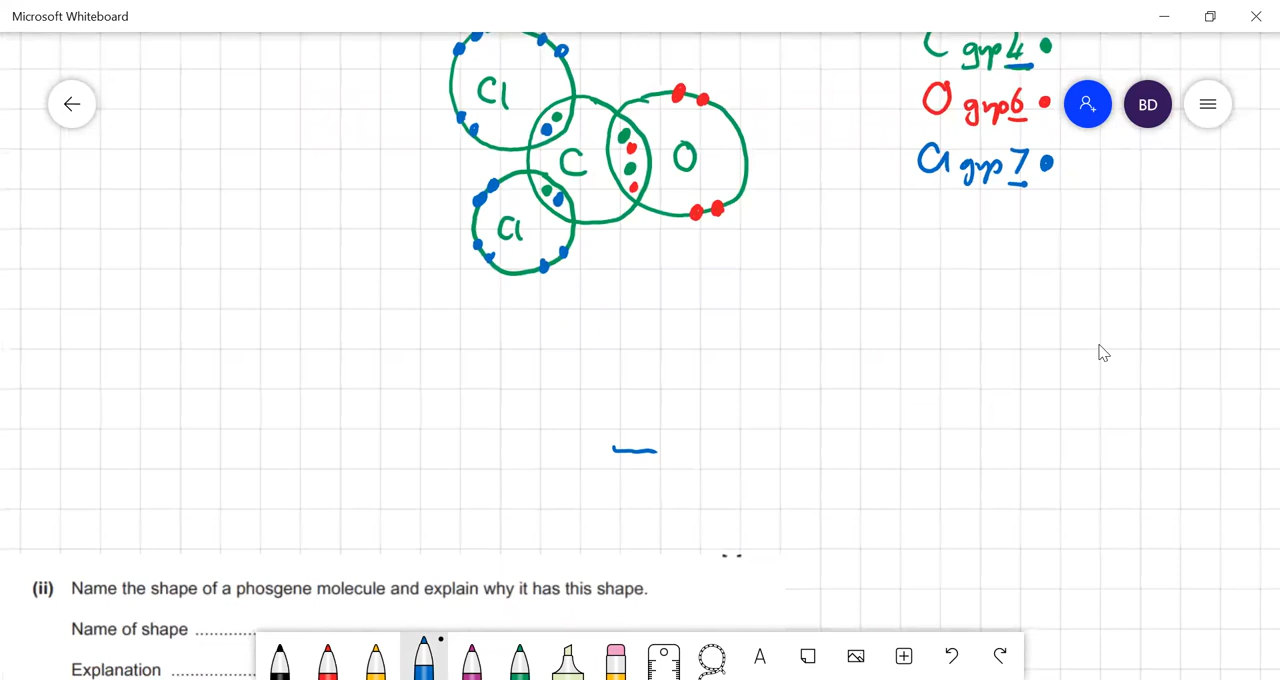 Microsoft Whiteboard
C grp 4
O grp 6
Cl grp 7
BD
Cl
C
O
Cl
(ii) Name the shape of a phosgene molecule and explain why it has this shape.
Name of shape ............
Explanation ................
A